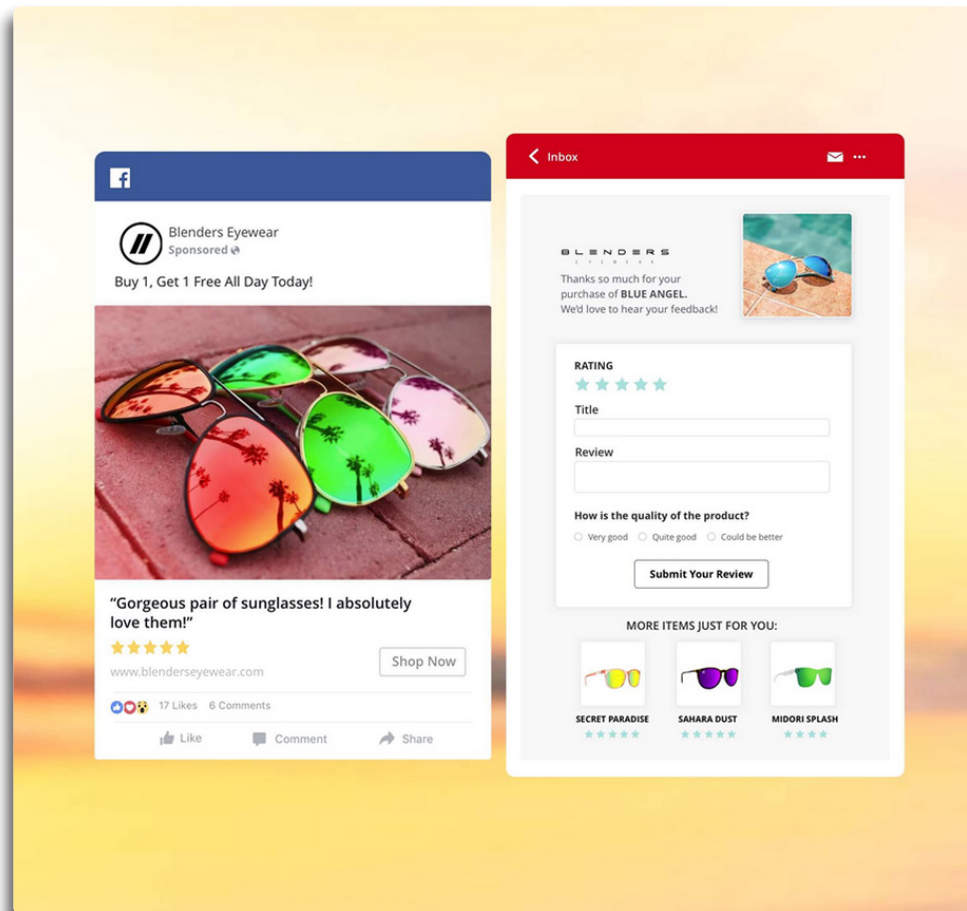 Blenders Eyewear
Sponsored
Buy 1, Get 1 Free All Day Today!
“Gorgeous pair of sunglasses! I absolutely
love them!”
www.blenderseyewear.com
Shop Now
17 Likes 6 Comments
Like Comment Share
Inbox
BLENDERS
EYEWEAR
Thanks so much for your
purchase of BLUE ANGEL.
We'd love to hear your feedback!
RATING
Title
Review
How is the quality of the product?
Very good Quite good Could be better
Submit Your Review
MORE ITEMS JUST FOR YOU:
SECRET PARADISE SAHARA DUST MIDORI SPLASH